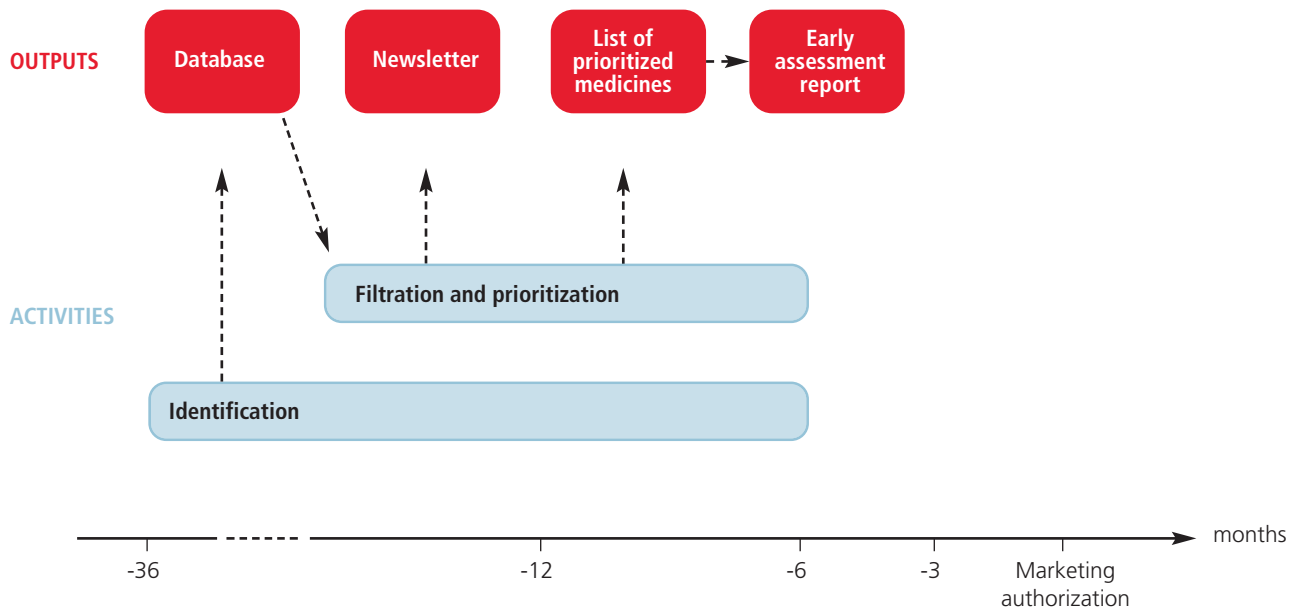 OUTPUTS
Database
Newsletter
List of
prioritized
medicines
Early
assessment
report
ACTIVITIES
Filtration and prioritization
Identification
months
-36
-12
-6
-3
Marketing
authorization